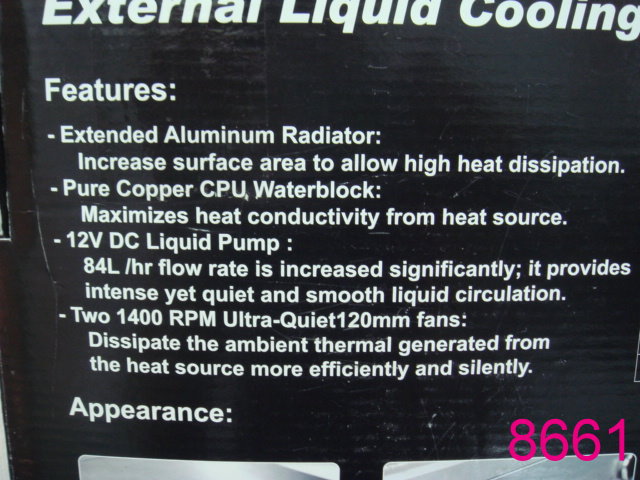 External Liquid Cooling
Features:
- Extended Aluminum Radiator:
Increase surface area to allow high heat dissipation.
- Pure Copper CPU Waterblock:
Maximizes heat conductivity from heat source.
- 12V DC Liquid Pump :
84L /hr flow rate is increased significantly; it provides
intense yet quiet and smooth liquid circulation.
- Two 1400 RPM Ultra-Quiet120mm fans:
Dissipate the ambient thermal generated from
the heat source more efficiently and silently.
Appearance:
8661